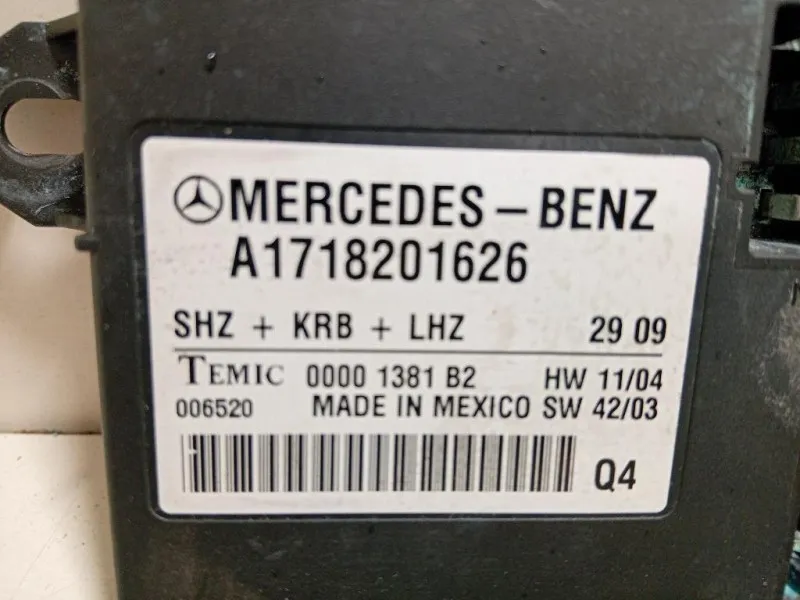 MERCEDES-BENZ
A1718201626
SHZ + KRB + LHZ 29 09
TEMIC 0000 1381 B2 HW 11/04
006520 MADE IN MEXICO SW 42/03
Q4